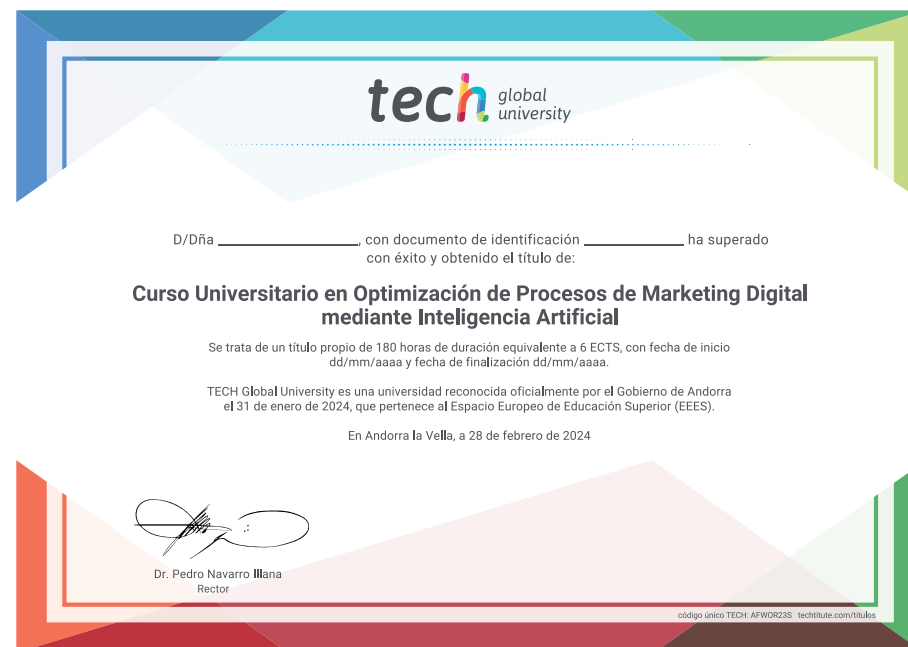 tech global university
D/Dña ____________________, con documento de identificación ______________ ha superado
con éxito y obtenido el título de:
Curso Universitario en Optimización de Procesos de Marketing Digital
mediante Inteligencia Artificial
Se trata de un título propio de 180 horas de duración equivalente a 6 ECTS, con fecha de inicio
dd/mm/aaaa y fecha de finalización dd/mm/aaaa.
TECH Global University es una universidad reconocida oficialmente por el Gobierno de Andorra
el 31 de enero de 2024, que pertenece al Espacio Europeo de Educación Superior (EEES).
En Andorra la Vella, a 28 de febrero de 2024
Dr. Pedro Navarro Illana
Rector
código único TECH: AFWOR23S techtitute.com/titulos